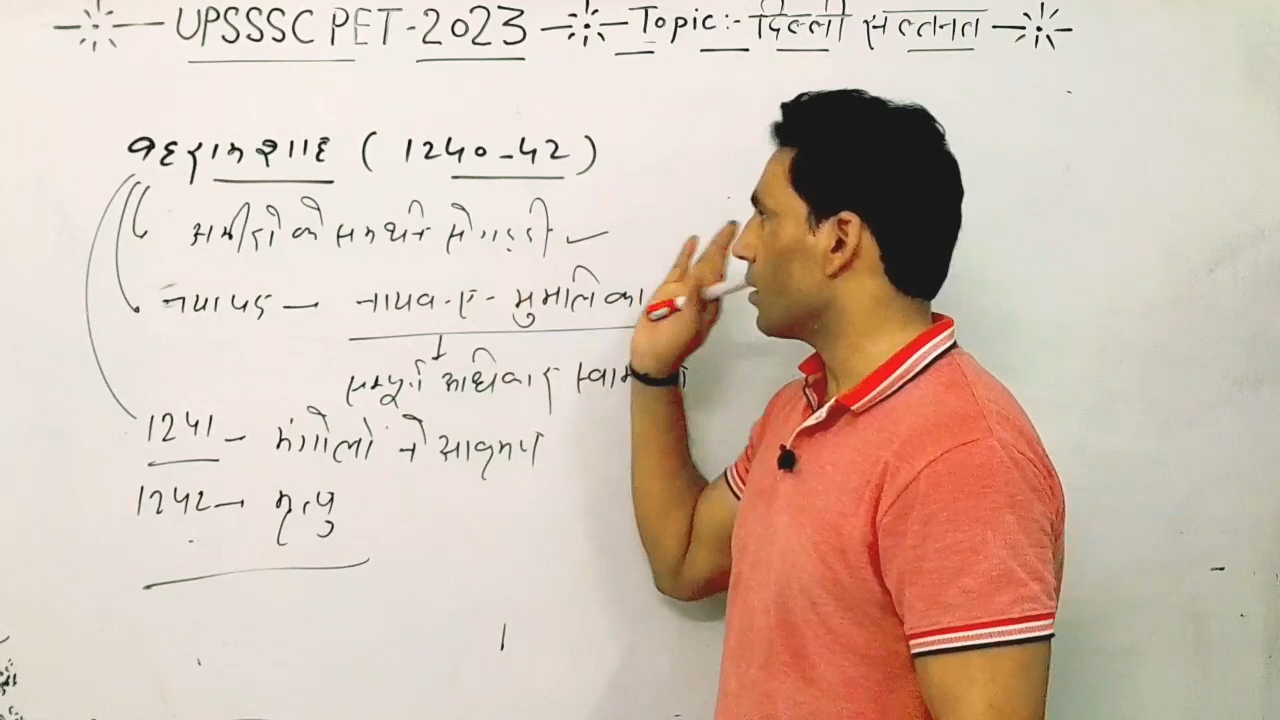 UPSSSC PET-2023 Topic:- दिल्ली सल्तनत
बहरामशाह (1240-42)
अमीरों के समर्थन से गद्दी
नया पद — नायब-ए-मुमालिका
सम्पूर्ण अधिकार
1241 - मंगोलो ने आक्रमण
1242 - मृत्यु